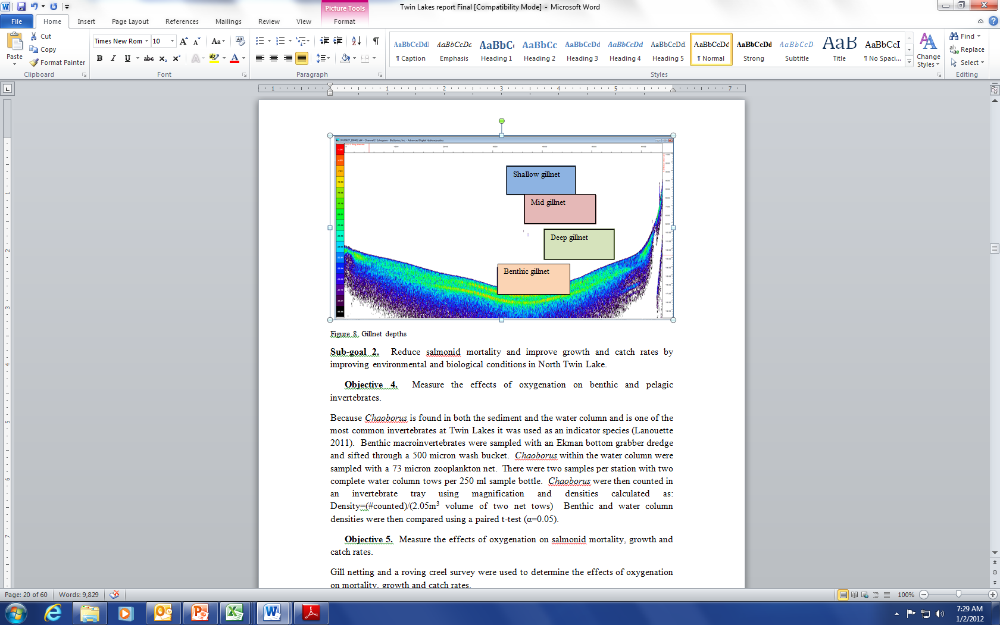 Twin Lakes report Final [Compatibility Mode] - Microsoft Word
Picture Tools
File Home Insert Page Layout References Mailings Review View Format
Paste
Cut
Copy
Format Painter
Clipboard
Times New Rom 10
Font
Paragraph
AaBbCcDdI AaBbCcDc AaBbCc AaBbCc AaBbCcDd AaBbCcDd AaBbCcDd AaBbCcDc AaBbCcDd AaBbCcD AaB AaBbCcI
¶ Caption Emphasis Heading 1 Heading 2 Heading 3 Heading 4 Heading 5 ¶ Normal Strong Subtitle Title ¶ No Spaci...
Change Styles
Styles
Find
Replace
Select
Editing
1 1 2 3 4 5 7
Shallow gillnet
Mid gillnet
Deep gillnet
Benthic gillnet
Figure 8. Gillnet depths
Sub-goal 2. Reduce salmonid mortality and improve growth and catch rates by
improving environmental and biological conditions in North Twin Lake.
Objective 4. Measure the effects of oxygenation on benthic and pelagic
invertebrates.
Because Chaoborus is found in both the sediment and the water column and is one of the
most common invertebrates at Twin Lakes it was used as an indicator species (Lanouette
2011). Benthic macroinvertebrates were sampled with an Ekman bottom grabber dredge
and sifted through a 500 micron wash bucket. Chaoborus within the water column were
sampled with a 73 micron zooplankton net. There were two samples per station with two
complete water column tows per 250 ml sample bottle. Chaoborus were then counted in
an invertebrate tray using magnification and densities calculated as:
Density=(#counted)/(2.05m³ volume of two net tows) Benthic and water column
densities were then compared using a paired t-test (α=0.05).
Objective 5. Measure the effects of oxygenation on salmonid mortality, growth and
catch rates.
Gill netting and a roving creel survey were used to determine the effects of oxygenation
on mortality, growth and catch rates.
Page: 20 of 60 Words: 9,829
100%
7:29 AM
1/2/2012